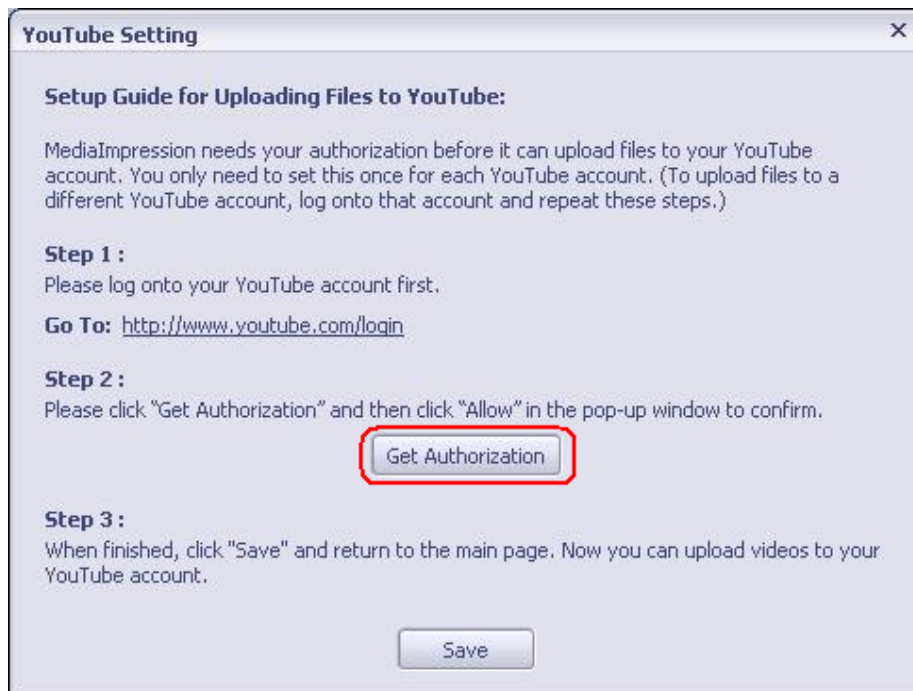 YouTube Setting
Setup Guide for Uploading Files to YouTube:
MediaImpression needs your authorization before it can upload files to your YouTube
account. You only need to set this once for each YouTube account. (To upload files to a
different YouTube account, log onto that account and repeat these steps.)
Step 1 :
Please log onto your YouTube account first.
Go To: http://www.youtube.com/login
Step 2 :
Please click “Get Authorization” and then click “Allow” in the pop-up window to confirm.
Get Authorization
Step 3 :
When finished, click "Save" and return to the main page. Now you can upload videos to your
YouTube account.
Save